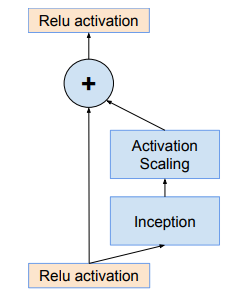 Relu activation
+
Activation
Scaling
Inception
Relu activation